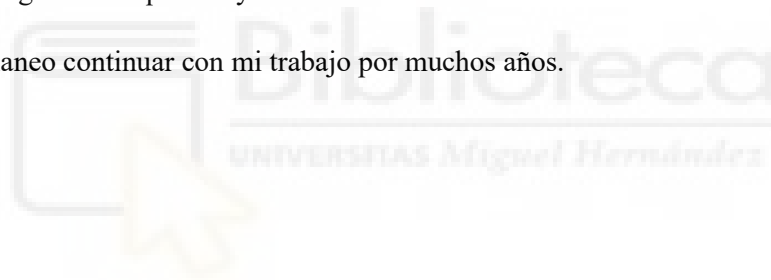 aneo continuar con mi trabajo por muchos años.
Biblioteca
UNIVERSITAS Miguel Hernández